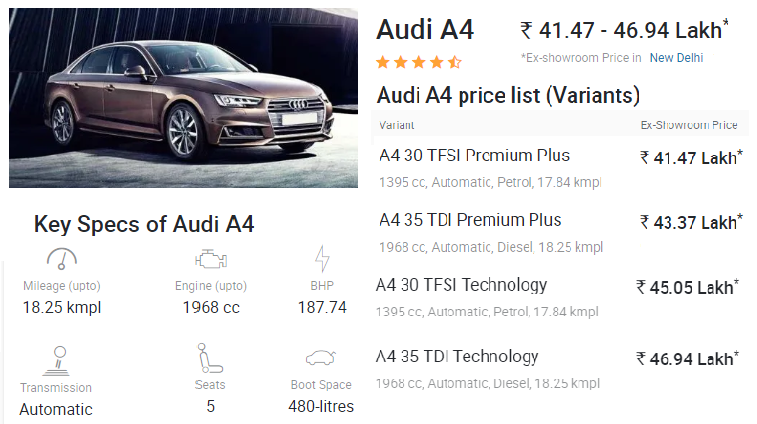 Audi A4
₹ 41.47 - 46.94 Lakh*
*Ex-showroom Price in New Delhi
Audi A4 price list (Variants)
Variant Ex-Showroom Price
A4 30 TFSI Premium Plus ₹ 41.47 Lakh*
1395 cc, Automatic, Petrol, 17.84 kmpl
A4 35 TDI Premium Plus ₹ 43.37 Lakh*
1968 cc, Automatic, Diesel, 18.25 kmpl
A4 30 TFSI Technology ₹ 45.05 Lakh*
1395 cc, Automatic, Petrol, 17.84 kmpl
A4 35 TDI Technology ₹ 46.94 Lakh*
1968 cc, Automatic, Diesel, 18.25 kmpl
Key Specs of Audi A4
Mileage (upto) Engine (upto) BHP
18.25 kmpl 1968 cc 187.74
Transmission Seats Boot Space
Automatic 5 480-litres